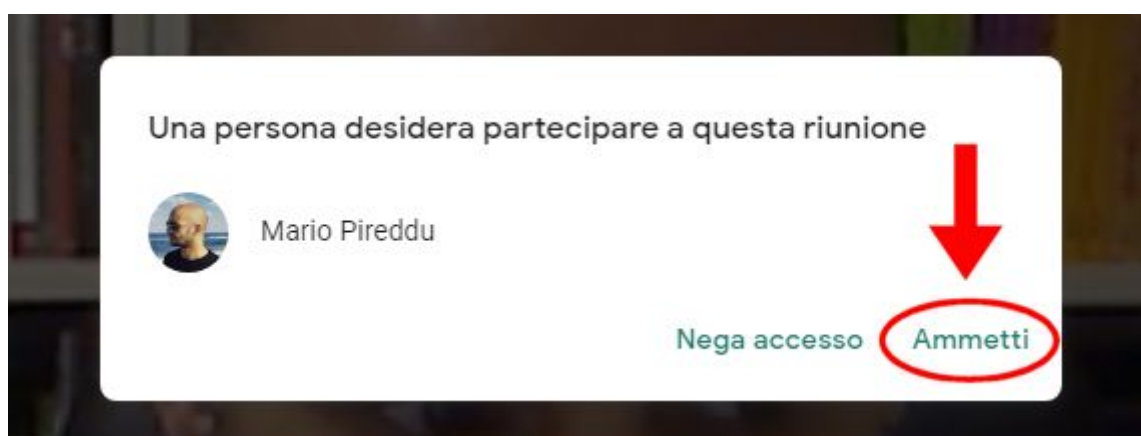 Una persona desidera partecipare a questa riunione
Mario Pireddu
Nega accesso Ammetti